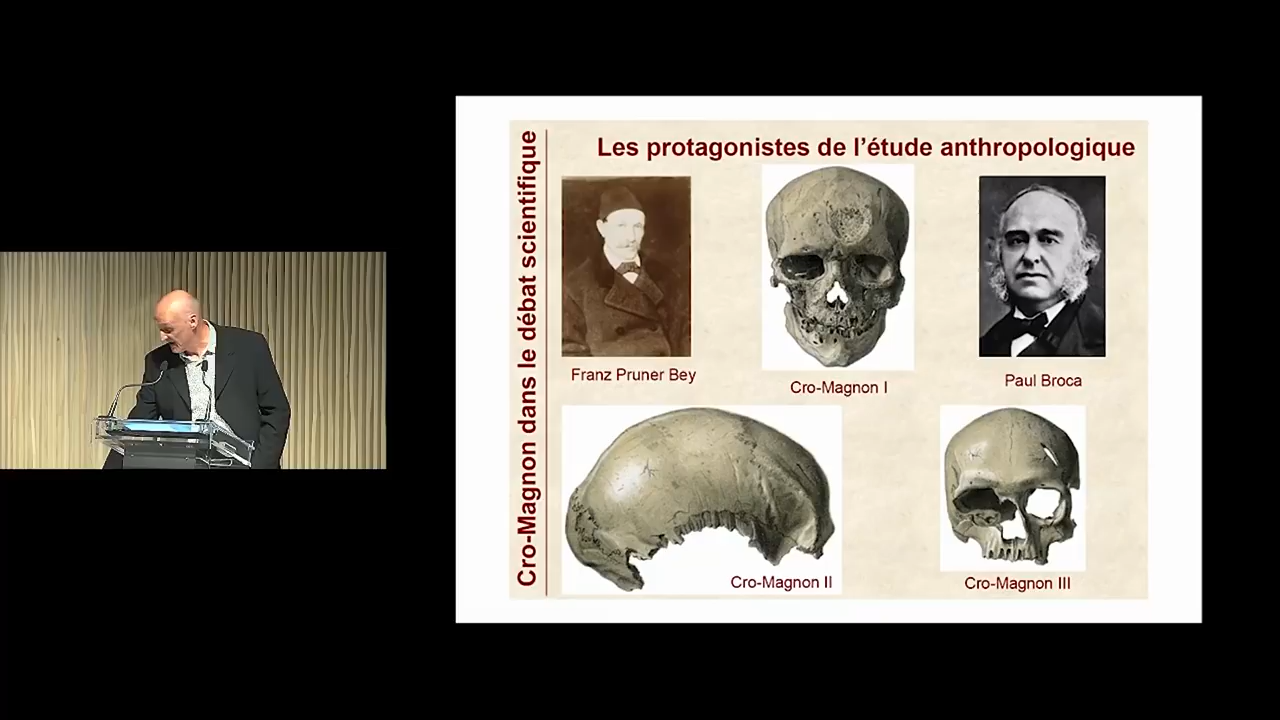 Cro-Magnon dans le débat scientifique
Les protagonistes de l'étude anthropologique
Franz Pruner Bey
Cro-Magnon I
Paul Broca
Cro-Magnon II
Cro-Magnon III